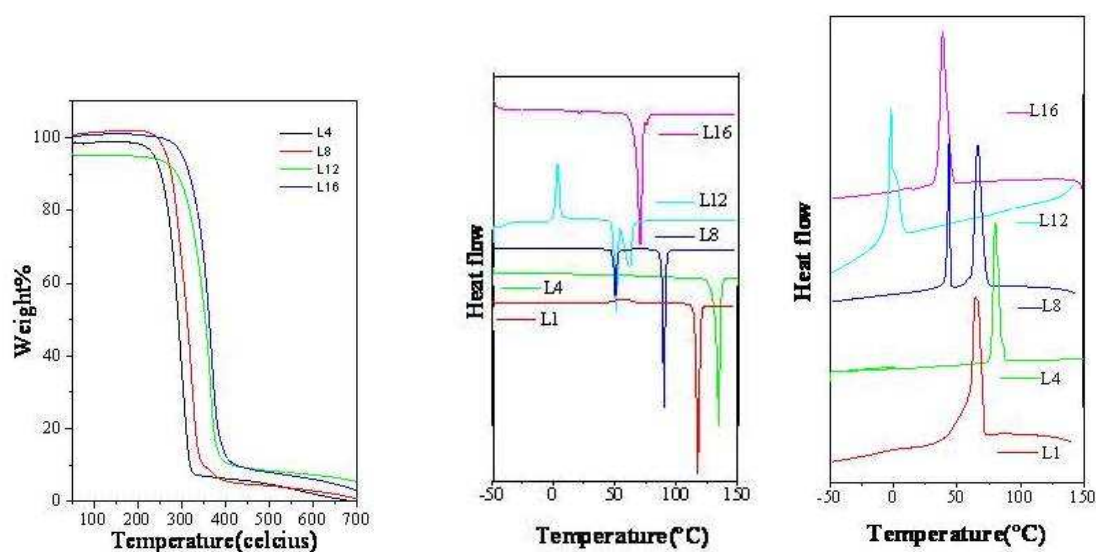 100
80
60
40
20
0
Weight%
100 200 300 400 500 600 700
Temperature(celcius)
L4
L8
L12
L16
Heat flow
L16
L12
L8
L4
L1
-50 0 50 100 150
Temperature(°C)
Heat flow
L16
L12
L8
L4
L1
-50 0 50 100 150
Temperature(°C)